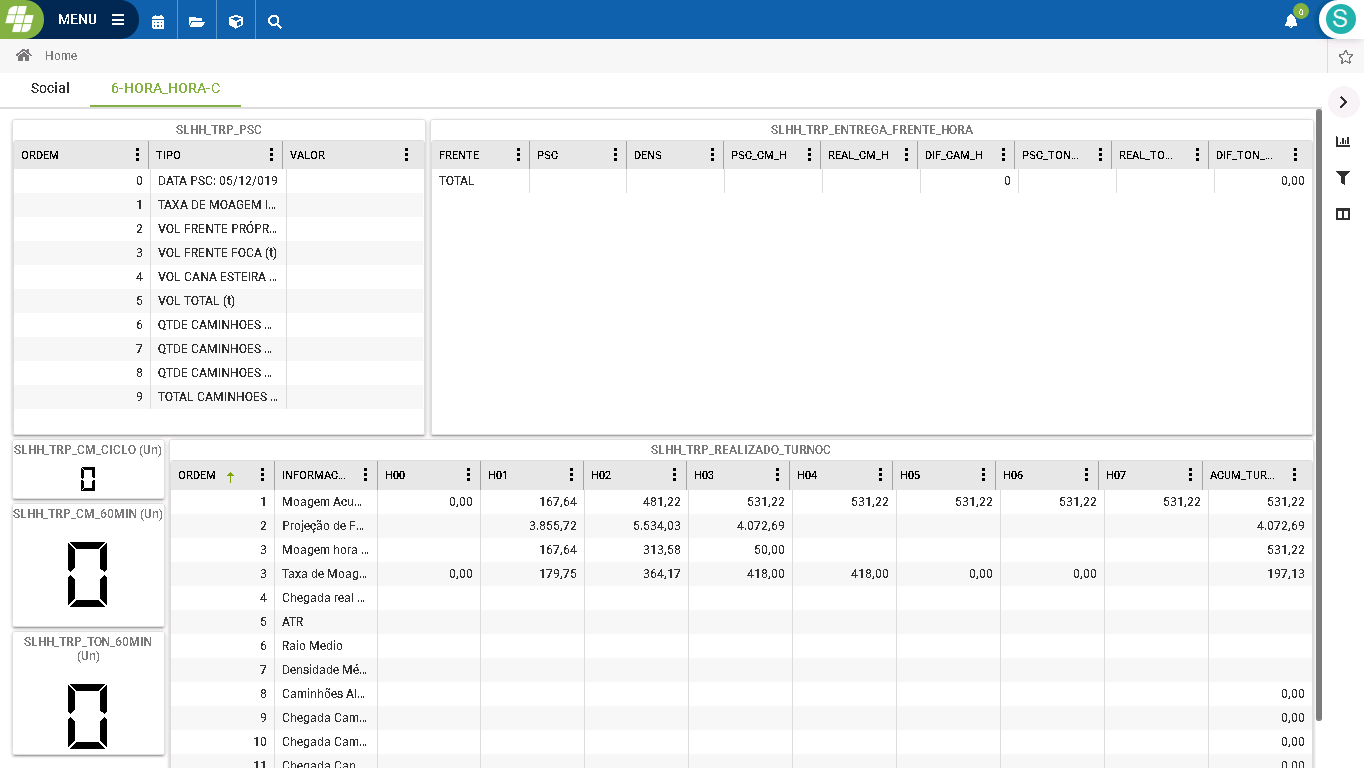 MENU
0
S
Home
Social
6-HORA_HORA-C
SLHH_TRP_PSC
ORDEM TIPO VALOR
0 DATA PSC: 05/12/019
1 TAXA DE MOAGEM I...
2 VOL FRENTE PRÓPR...
3 VOL FRENTE FOCA (t)
4 VOL CANA ESTEIRA ...
5 VOL TOTAL (t)
6 QTDE CAMINHOES ...
7 QTDE CAMINHOES ...
8 QTDE CAMINHOES ...
9 TOTAL CAMINHOES ...
SLHH_TRP_ENTREGA_FRENTE_HORA
FRENTE PSC DENS PSC_CM_H REAL_CM_H DIF_CAM_H PSC_TON... REAL_TO... DIF_TON_...
TOTAL 0 0,00
SLHH_TRP_CM_CICLO (Un)
0
SLHH_TRP_CM_60MIN (Un)
0
SLHH_TRP_TON_60MIN
(Un)
0
SLHH_TRP_REALIZADO_TURNOC
ORDEM INFORMAC... H00 H01 H02 H03 H04 H05 H06 H07 ACUM_TUR...
1 Moagem Acu... 0,00 167,64 481,22 531,22 531,22 531,22 531,22 531,22 531,22
2 Projeção de F... 3.855,72 5.534,03 4.072,69 4.072,69
3 Moagem hora ... 167,64 313,58 50,00 531,22
3 Taxa de Moag... 0,00 179,75 364,17 418,00 418,00 0,00 0,00 197,13
4 Chegada real ...
5 ATR
6 Raio Medio
7 Densidade Mé...
8 Caminhões Al... 0,00
9 Chegada Cam... 0,00
10 Chegada Cam... 0,00
11 Chegada Can... 0,00